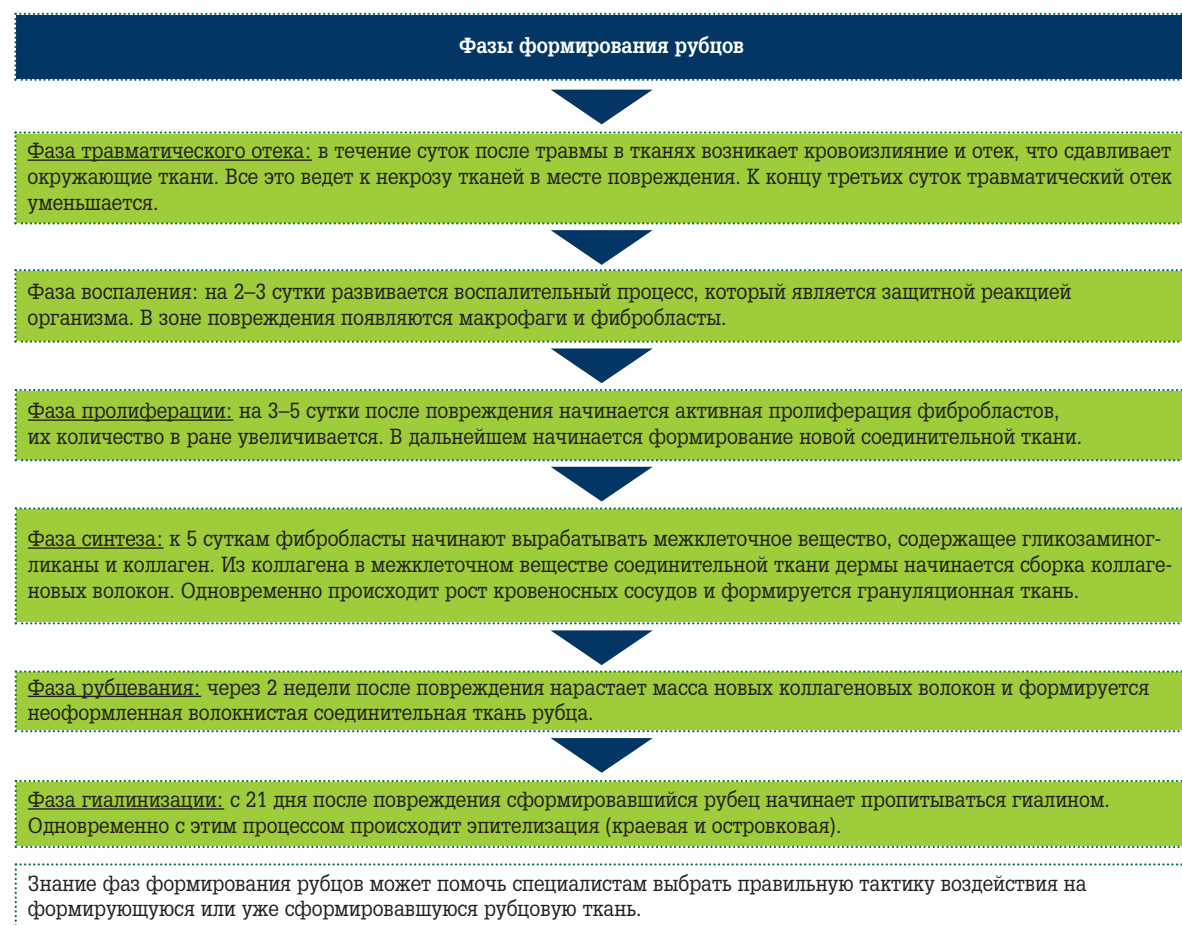 Фазы формирования рубцов
Фаза травматического отека: в течение суток после травмы в тканях возникает кровоизлияние и отек, что сдавливает
окружающие ткани. Все это ведет к некрозу тканей в месте повреждения. К концу третьих суток травматический отек
уменьшается.
Фаза воспаления: на 2–3 сутки развивается воспалительный процесс, который является защитной реакцией
организма. В зоне повреждения появляются макрофаги и фибробласты.
Фаза пролиферации: на 3–5 сутки после повреждения начинается активная пролиферация фибробластов,
их количество в ране увеличивается. В дальнейшем начинается формирование новой соединительной ткани.
Фаза синтеза: к 5 суткам фибробласты начинают вырабатывать межклеточное вещество, содержащее гликозаминог-
ликаны и коллаген. Из коллагена в межклеточном веществе соединительной ткани дермы начинается сборка коллаге-
новых волокон. Одновременно происходит рост кровеносных сосудов и формируется грануляционная ткань.
Фаза рубцевания: через 2 недели после повреждения нарастает масса новых коллагеновых волокон и формируется
неоформленная волокнистая соединительная ткань рубца.
Фаза гиалинизации: с 21 дня после повреждения сформировавшийся рубец начинает пропитываться гиалином.
Одновременно с этим процессом происходит эпителизация (краевая и островковая).
Знание фаз формирования рубцов может помочь специалистам выбрать правильную тактику воздействия на
формирующуюся или уже сформировавшуюся рубцовую ткань.